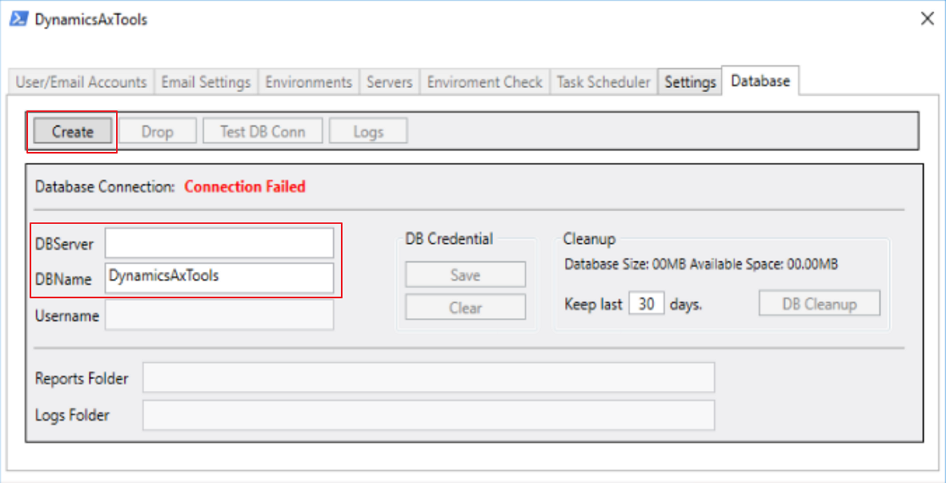 DynamicsAxTools
User/Email Accounts Email Settings Environments Servers Enviroment Check Task Scheduler Settings Database
Create Drop Test DB Conn Logs
Database Connection: Connection Failed
DBServer
DBName DynamicsAxTools
Username
DB Credential
Save
Clear
Cleanup
Database Size: 00MB Available Space: 00.00MB
Keep last 30 days. DB Cleanup
Reports Folder
Logs Folder